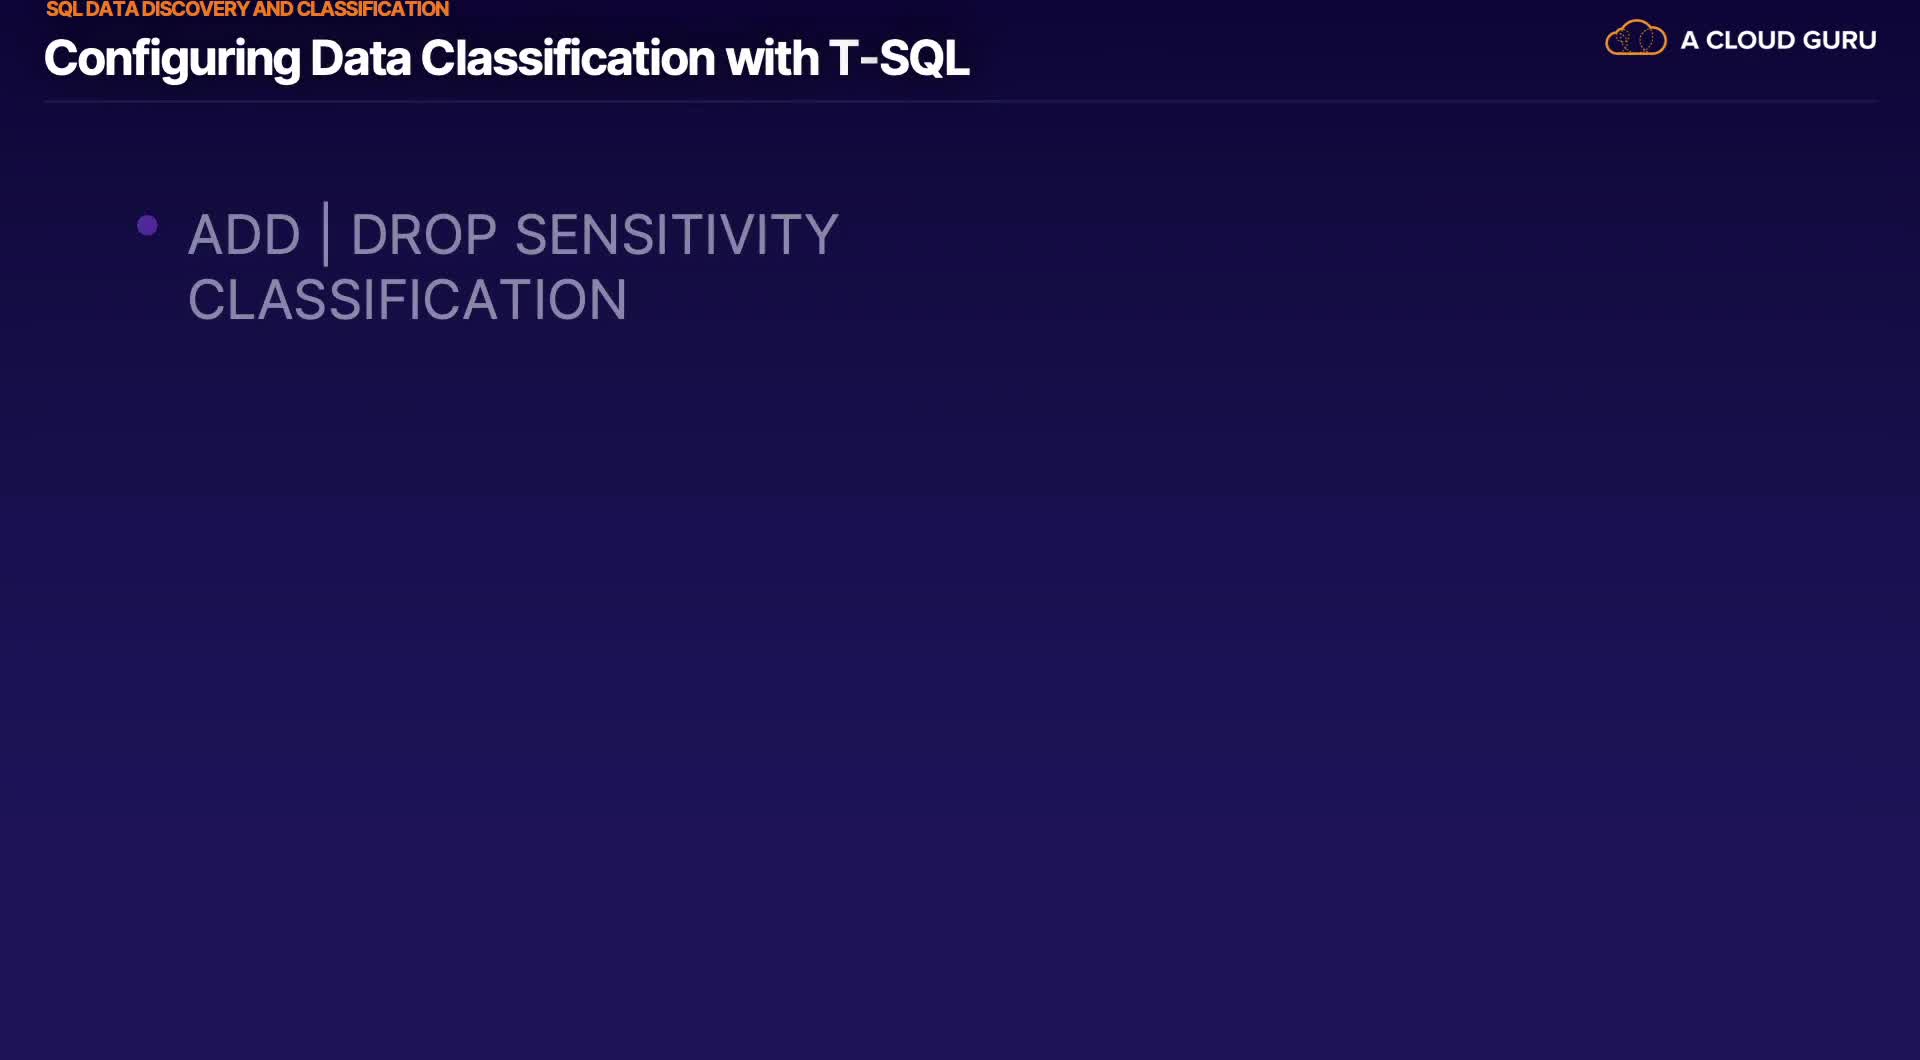 SQL DATA DISCOVERY AND CLASSIFICATION
Configuring Data Classification with T-SQL
A CLOUD GURU
ADD | DROP SENSITIVITY
CLASSIFICATION